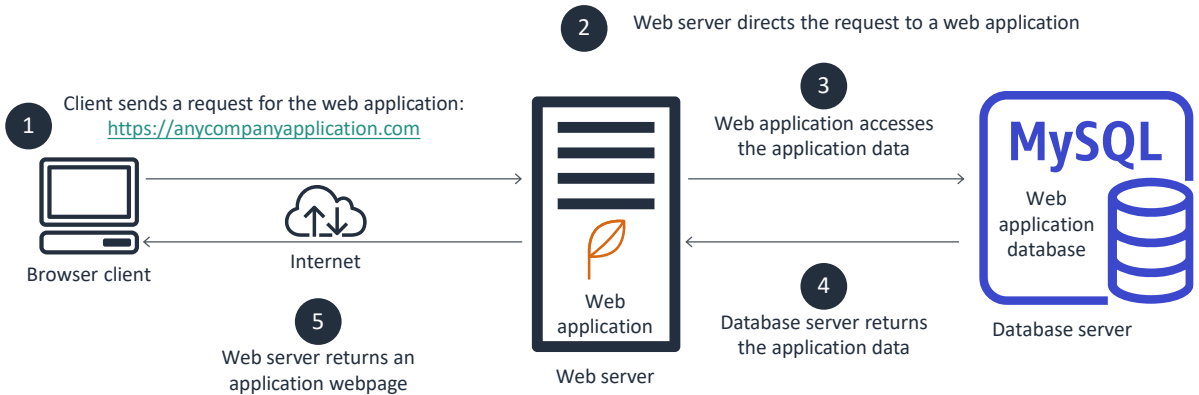 2
Web server directs the request to a web application
1
Client sends a request for the web application:
https://anycompanyapplication.com
3
Web application accesses
the application data
MySQL
Web
application
database
Browser client
Internet
Web
application
4
Database server returns
the application data
Database server
5
Web server returns an
application webpage
Web server